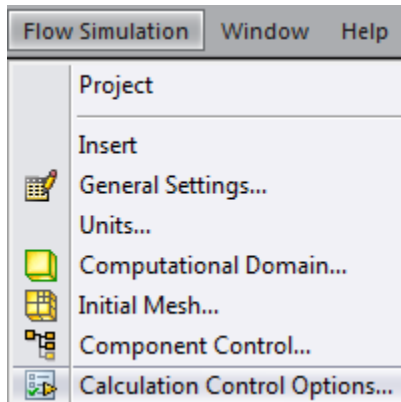 Flow Simulation Window Help
Project
Insert
General Settings...
Units...
Computational Domain...
Initial Mesh...
Component Control...
Calculation Control Options...